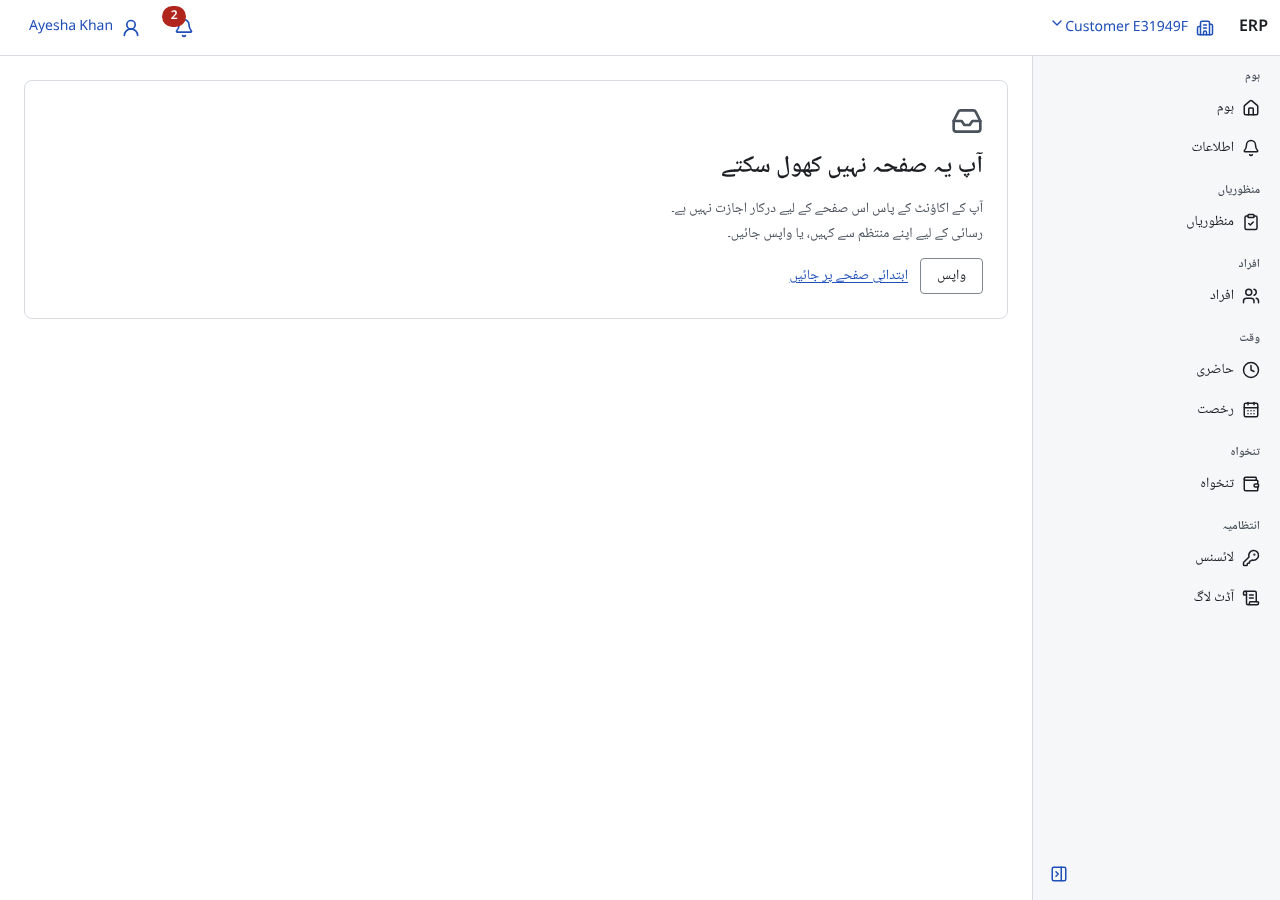 ERP
Customer E31949F
2
Ayesha Khan
ہوم
ہوم
اطلاعات
منظوریاں
منظوریاں
افراد
افراد
وقت
حاضری
رخصت
تنخواہ
تنخواہ
انتظامیہ
لائسنس
آڈٹ لاگ
آپ یہ صفحہ نہیں کھول سکتے
آپ کے اکاؤنٹ کے پاس اس صفحے کے لیے درکار اجازت نہیں ہے۔
رسائی کے لیے اپنے منتظم سے کہیں، یا واپس جائیں۔
واپس
ابتدائی صفحے پر جائیں